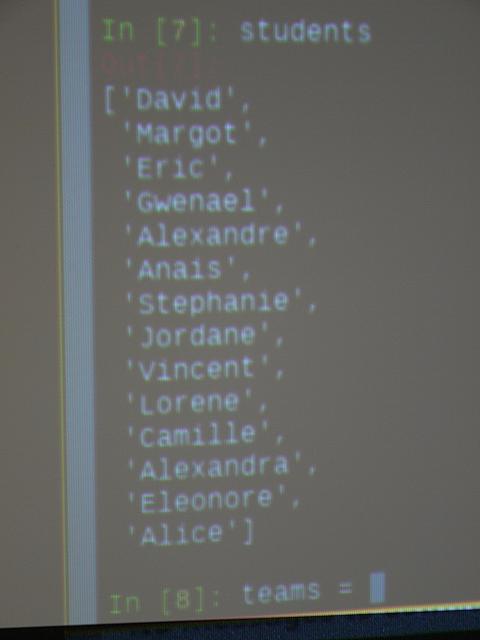 In [7]: students
Out[7]:
['David',
'Margot',
'Eric',
'Gwenael',
'Alexandre',
'Anais',
'Stephanie',
'Jordane',
'Vincent',
'Lorene',
'Camille',
'Alexandra',
'Eleonore',
'Alice']
In [8]: teams =